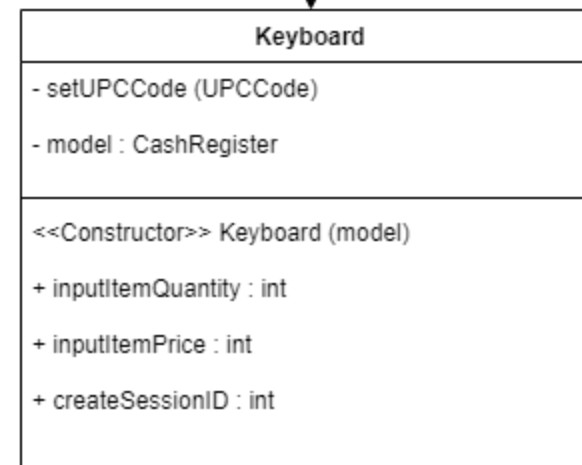 Keyboard
- setUPCCode (UPCCode)
- model : CashRegister
<<Constructor>> Keyboard (model)
+ inputItemQuantity : int
+ inputItemPrice : int
+ createSessionID : int